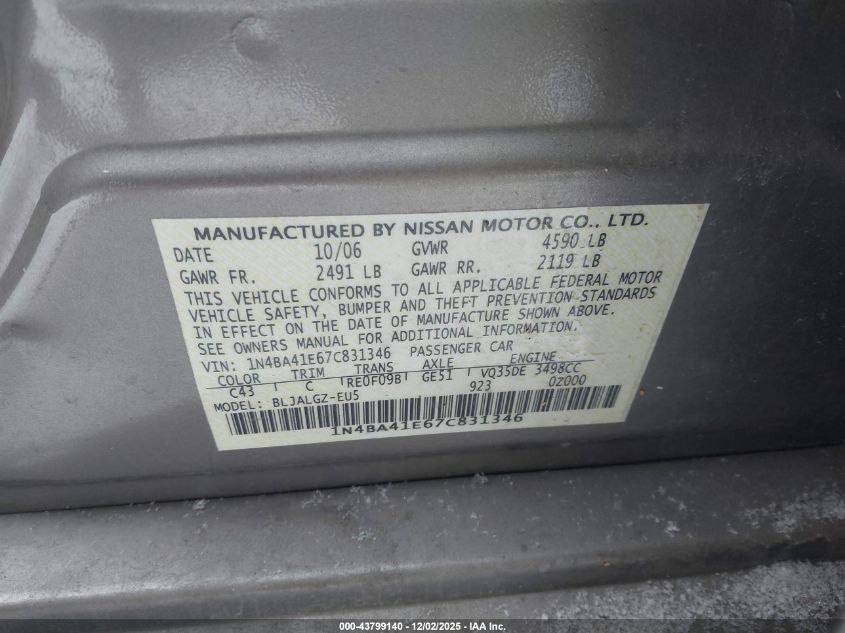 MANUFACTURED BY NISSAN MOTOR CO., LTD.
DATE 10/06 GVWR 4590 LB
GAWR FR. 2491 LB GAWR RR. 2119 LB
THIS VEHICLE CONFORMS TO ALL APPLICABLE FEDERAL MOTOR
VEHICLE SAFETY, BUMPER AND THEFT PREVENTION STANDARDS
IN EFFECT ON THE DATE OF MANUFACTURE SHOWN ABOVE.
SEE OWNERS MANUAL FOR ADDITIONAL INFORMATION.
VIN: 1N4BA41E67C831346 PASSENGER CAR
COLOR TRIM TRANS AXLE ENGINE
C43 C RE0F09B GE51 VQ35DE 3498CC
MODEL: BLJALGZ-EU5 923 0Z000
1N4BA41E67C831346
000-43799140 - 12/02/2025 - IAA Inc.